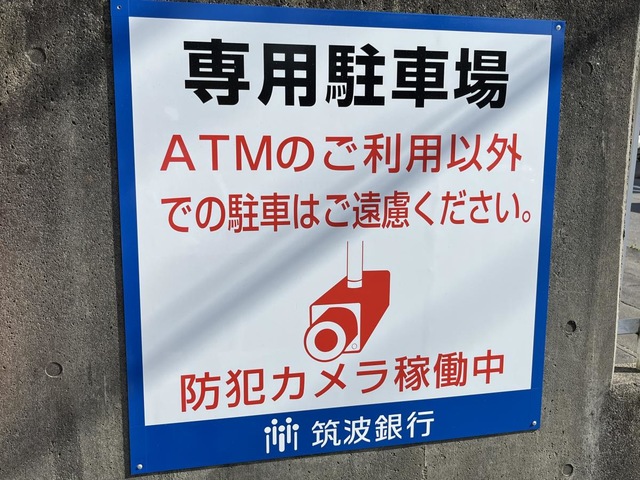 専用駐車場
ATMのご利用以外
での駐車はご遠慮ください。
防犯カメラ稼働中
筑波銀行